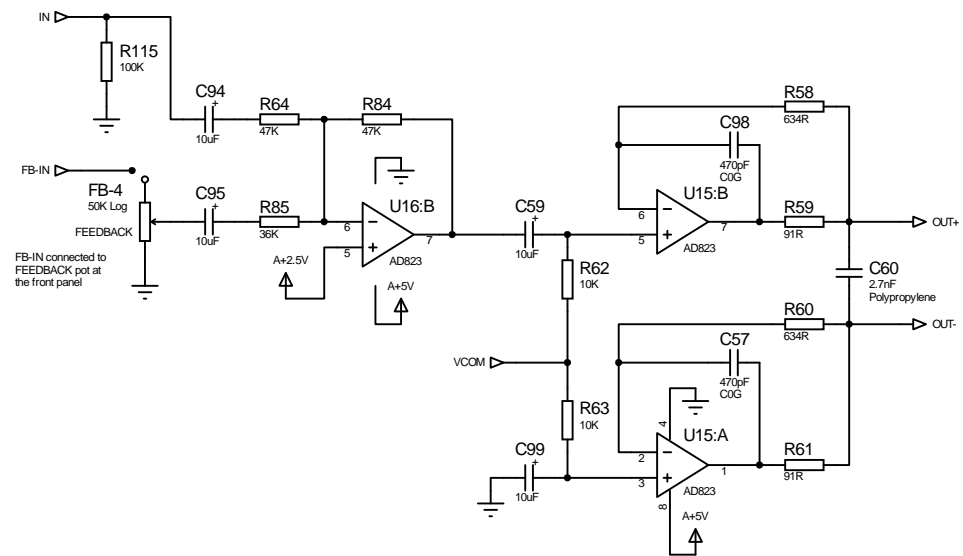 IN
R115
100K
C94
+
10uF
R64
47K
R84
47K
FB-IN
FB-4
50K Log
FEEDBACK
FB-IN connected to
FEEDBACK pot at
the front panel
C95
+
10uF
R85
36K
U16:B
6
5
7
AD823
A+2.5V
A+5V
C59
+
10uF
R62
10K
VCOM
R63
10K
C99
+
10uF
R58
634R
C98
470pF
C0G
U15:B
6
5
7
AD823
R59
91R
OUT+
C60
2.7nF
Polypropylene
R60
634R
OUT-
C57
470pF
C0G
4
U15:A
2
3
1
8
AD823
A+5V
R61
91R